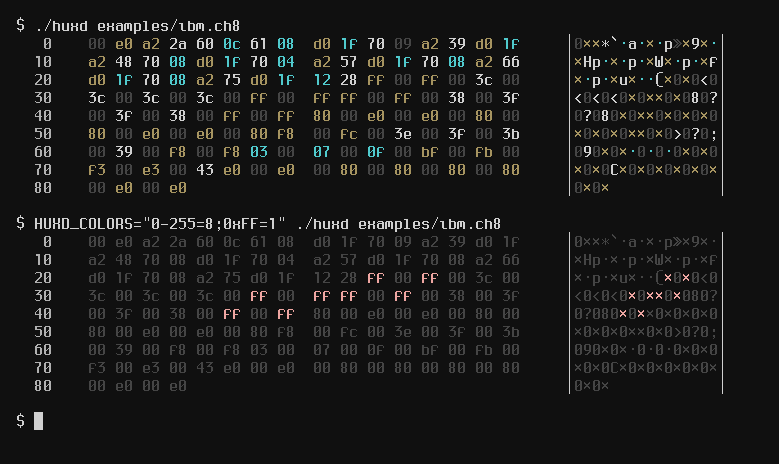 $ ./huxd examples/ibm.ch8
0 00 e0 a2 2a 60 0c 61 08 d0 1f 70 09 a2 39 d0 1f 0××*`·a·×·p»×9×·
10 a2 48 70 08 d0 1f 70 04 a2 57 d0 1f 70 08 a2 66 ×Hp·×·p·×W×·p·×f
20 d0 1f 70 08 a2 75 d0 1f 12 28 ff 00 ff 00 3c 00 ×·p·×u×··(×0×0<0
30 3c 00 3c 00 3c 00 ff 00 ff ff 00 ff 00 38 00 3f <0<0<0×0××0×080?
40 00 3f 00 38 00 ff 00 ff 80 00 e0 00 e0 00 80 00 0?080×0××0×0×0×0
50 80 00 e0 00 e0 00 80 f8 00 fc 00 3e 00 3f 00 3b ×0×0×0××0×0>0?0;
60 00 39 00 f8 00 f8 03 00 07 00 0f 00 bf 00 fb 00 090×0×·0·0·0×0×0
70 f3 00 e3 00 43 e0 00 e0 00 80 00 80 00 80 00 80 ×0×0C×0×0×0×0×0×
80 00 e0 00 e0 0×0×
$ HUXD_COLORS="0-255=8;0xFF=1" ./huxd examples/ibm.ch8
0 00 e0 a2 2a 60 0c 61 08 d0 1f 70 09 a2 39 d0 1f 0××*`·a·×·p»×9×·
10 a2 48 70 08 d0 1f 70 04 a2 57 d0 1f 70 08 a2 66 ×Hp·×·p·×W×·p·×f
20 d0 1f 70 08 a2 75 d0 1f 12 28 ff 00 ff 00 3c 00 ×·p·×u×··(×0×0<0
30 3c 00 3c 00 3c 00 ff 00 ff ff 00 ff 00 38 00 3f <0<0<0×0××0×080?
40 00 3f 00 38 00 ff 00 ff 80 00 e0 00 e0 00 80 00 0?080×0××0×0×0×0
50 80 00 e0 00 e0 00 80 f8 00 fc 00 3e 00 3f 00 3b ×0×0×0××0×0>0?0;
60 00 39 00 f8 00 f8 03 00 07 00 0f 00 bf 00 fb 00 090×0×·0·0·0×0×0
70 f3 00 e3 00 43 e0 00 e0 00 80 00 80 00 80 00 80 ×0×0C×0×0×0×0×0×
80 00 e0 00 e0 0×0×
$